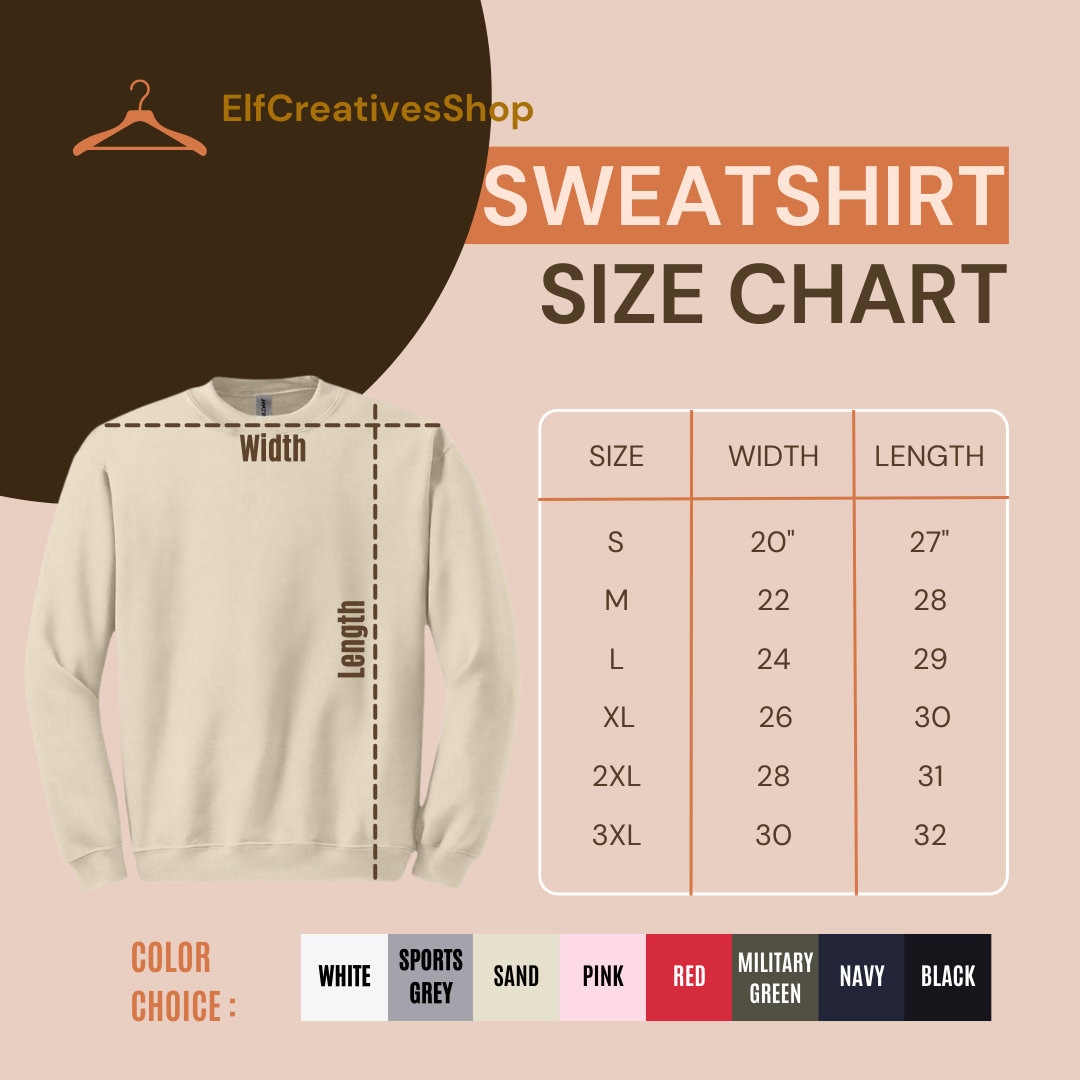 ElfCreativesShop
SWEATSHIRT
SIZE CHART
Width
Length
SIZE WIDTH LENGTH
S 20" 27"
M 22 28
L 24 29
XL 26 30
2XL 28 31
3XL 30 32
COLOR
CHOICE :
WHITE
SPORTS
GREY
SAND
PINK
RED
MILITARY
GREEN
NAVY
BLACK